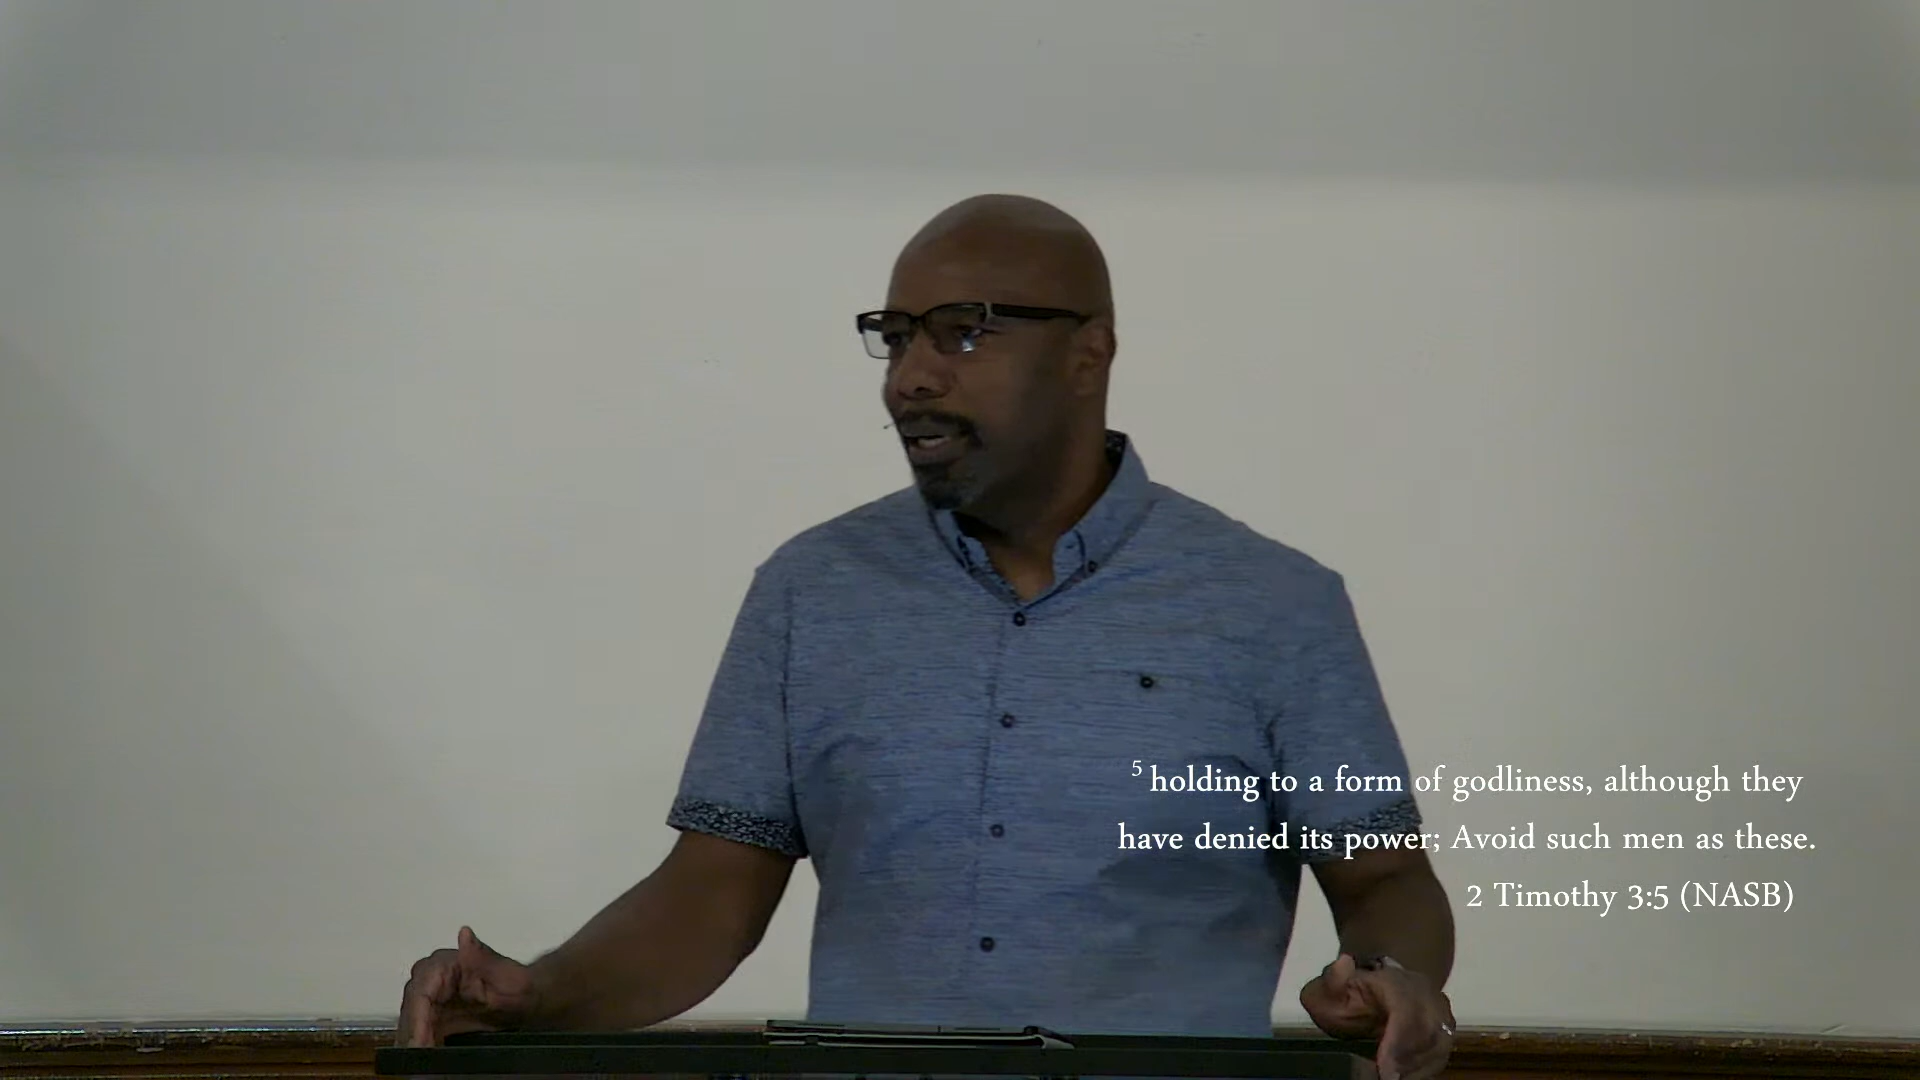 5 holding to a form of godliness, although they
have denied its power; Avoid such men as these.
2 Timothy 3:5 (NASB)